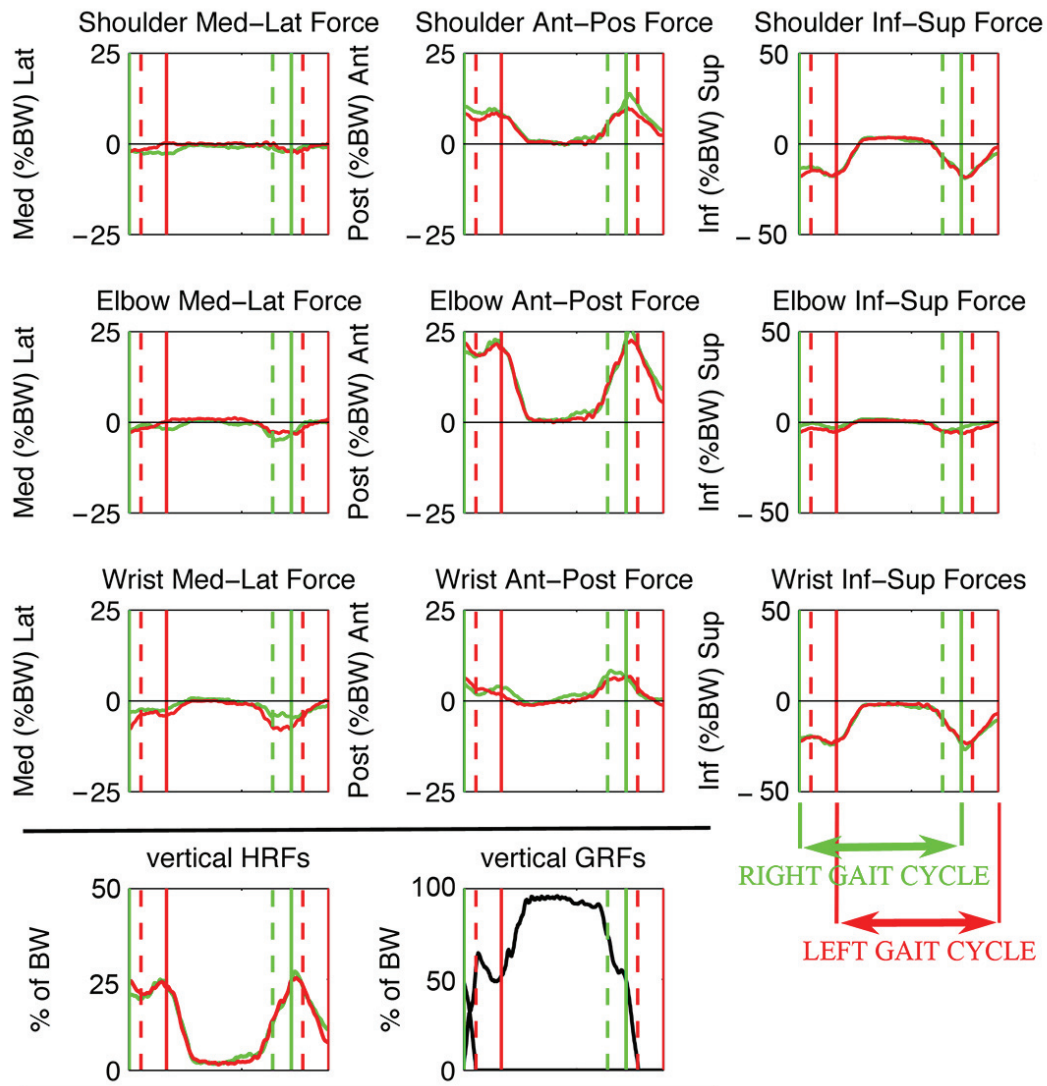 Shoulder Med-Lat Force
Shoulder Ant-Pos Force
Shoulder Inf-Sup Force
Med (%BW) Lat
25
0
-25
Post (%BW) Ant
25
0
-25
Inf (%BW) Sup
50
0
- 50
Elbow Med-Lat Force
Elbow Ant-Post Force
Elbow Inf-Sup Force
Med (%BW) Lat
25
0
-25
Post (%BW) Ant
25
0
-25
Inf (%BW) Sup
50
0
- 50
Wrist Med-Lat Force
Wrist Ant-Post Force
Wrist Inf-Sup Forces
Med (%BW) Lat
25
0
-25
Post (%BW) Ant
25
0
-25
Inf (%BW) Sup
50
0
- 50
vertical HRFs
vertical GRFs
% of BW
50
25
0
% of BW
100
50
0
RIGHT GAIT CYCLE
LEFT GAIT CYCLE